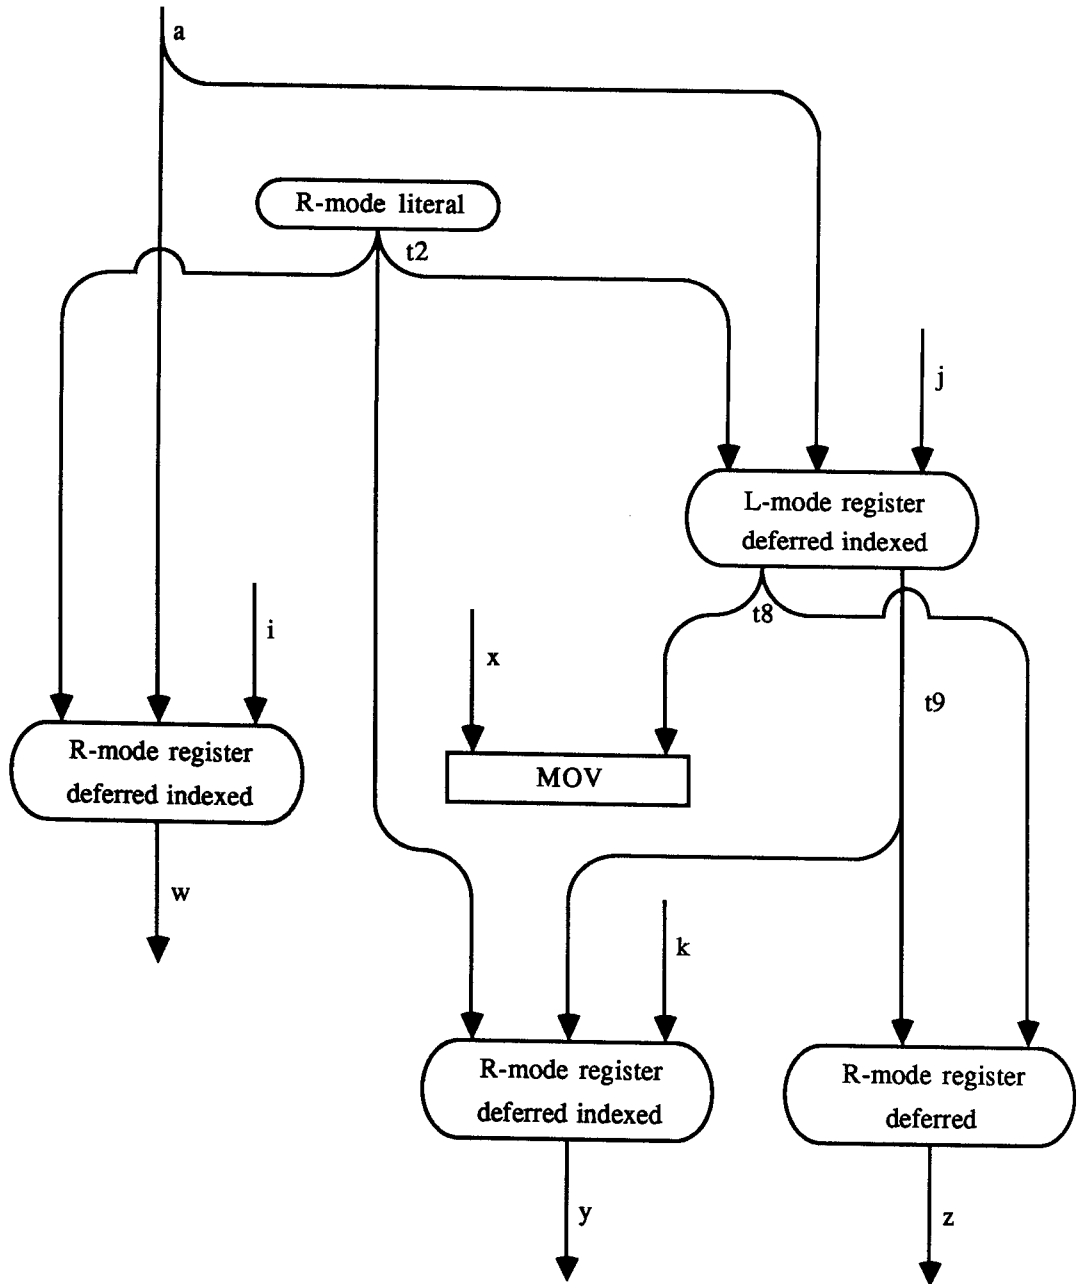 a
R-mode literal
t2
j
L-mode register
deferred indexed
t8
i
x
t9
R-mode register
deferred indexed
MOV
w
k
R-mode register
deferred indexed
R-mode register
deferred
y
z